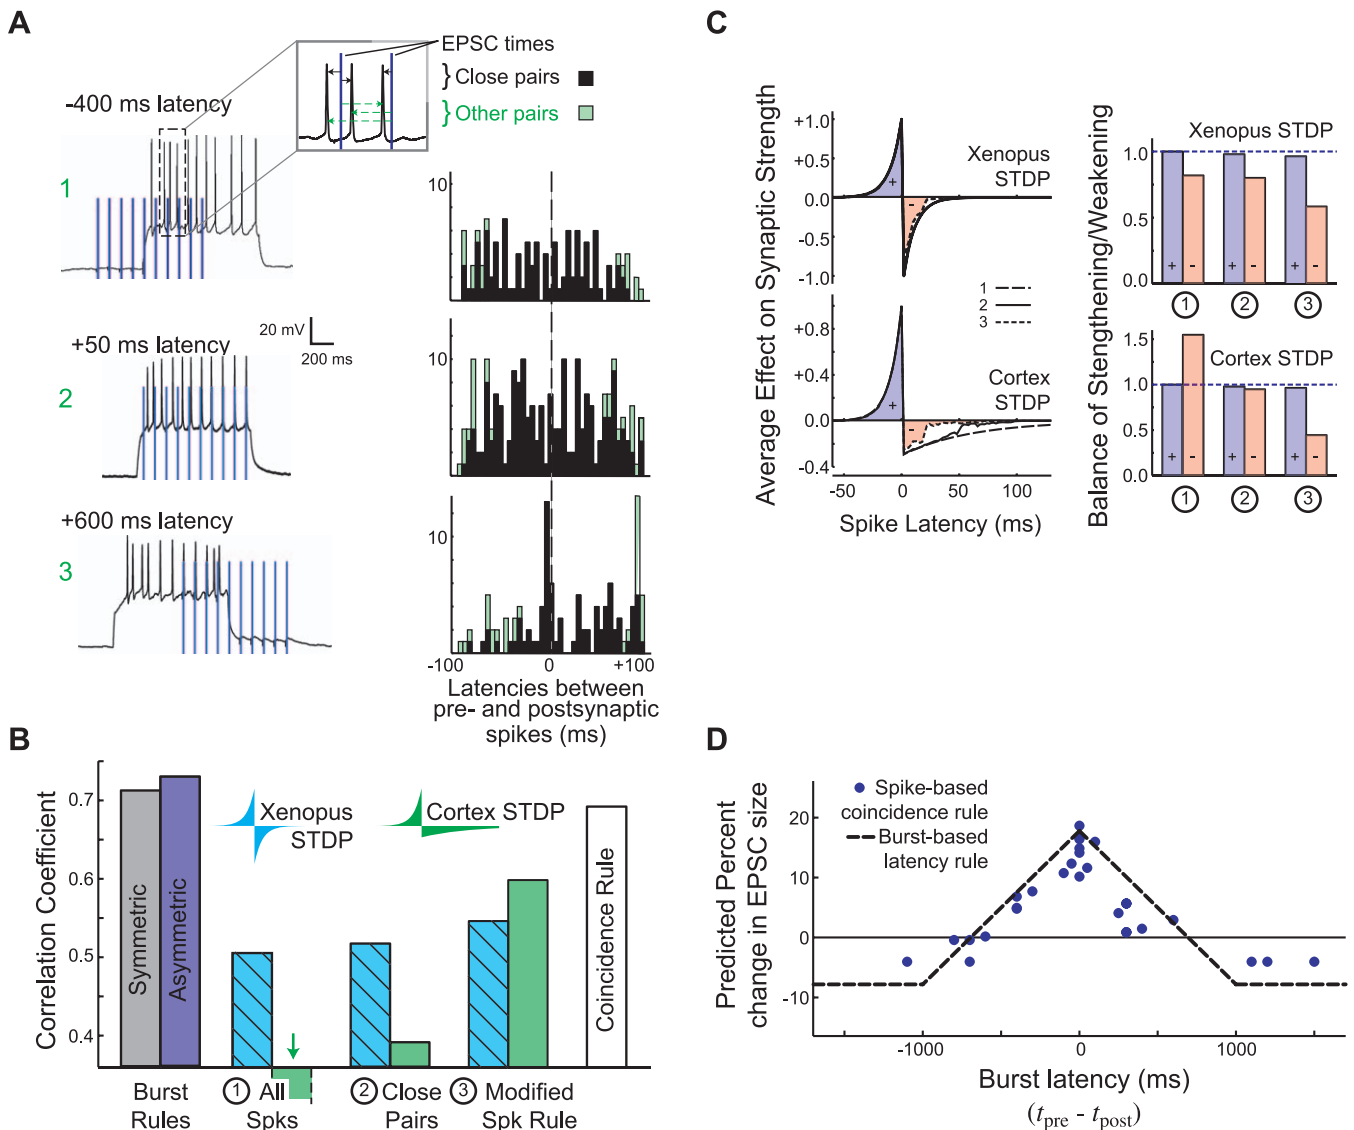 A
EPSC times
} Close pairs
} Other pairs
-400 ms latency
1
10
20 mV
200 ms
+50 ms latency
2
10
+600 ms latency
3
10
-100
0
+100
Latencies between
pre- and postsynaptic
spikes (ms)
B
Correlation Coefficient
0.7
0.6
0.5
0.4
Symmetric
Asymmetric
Xenopus
STDP
Cortex STDP
Coincidence Rule
Burst
Rules
1 All
Spks
2 Close
Pairs
3 Modified
Spk Rule
C
Average Effect on Synaptic Strength
+1.0
+0.5
0.0
-0.5
-1.0
Xenopus
STDP
+
-
1
2
3
+0.8
+0.4
0.0
-0.4
Cortex
STDP
+
-
-50
0
50
100
Spike Latency (ms)
Balance of Stengthening/Weakening
Xenopus STDP
1.0
0.5
0.0
+ - + - + -
1 2 3
Cortex STDP
1.5
1.0
0.5
0.0
+ - + - + -
1 2 3
D
Predicted Percent
change in EPSC size
20
10
0
-10
Spike-based
coincidence rule
Burst-based
latency rule
-1000
0
1000
Burst latency (ms)
(tpre - tpost)